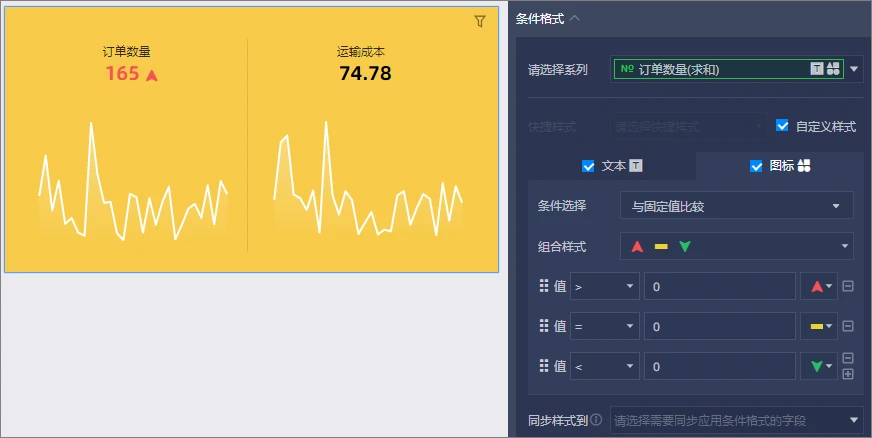 订单数量
165
运输成本
74.78
条件格式
请选择系列
Nº 订单数量(求和)
T
快捷样式
请选择快捷样式
自定义样式
文本 T
图标
条件选择
与固定值比较
组合样式
值 > 0
值 = 0
值 < 0
同步样式到
请选择需要同步应用条件格式的字段